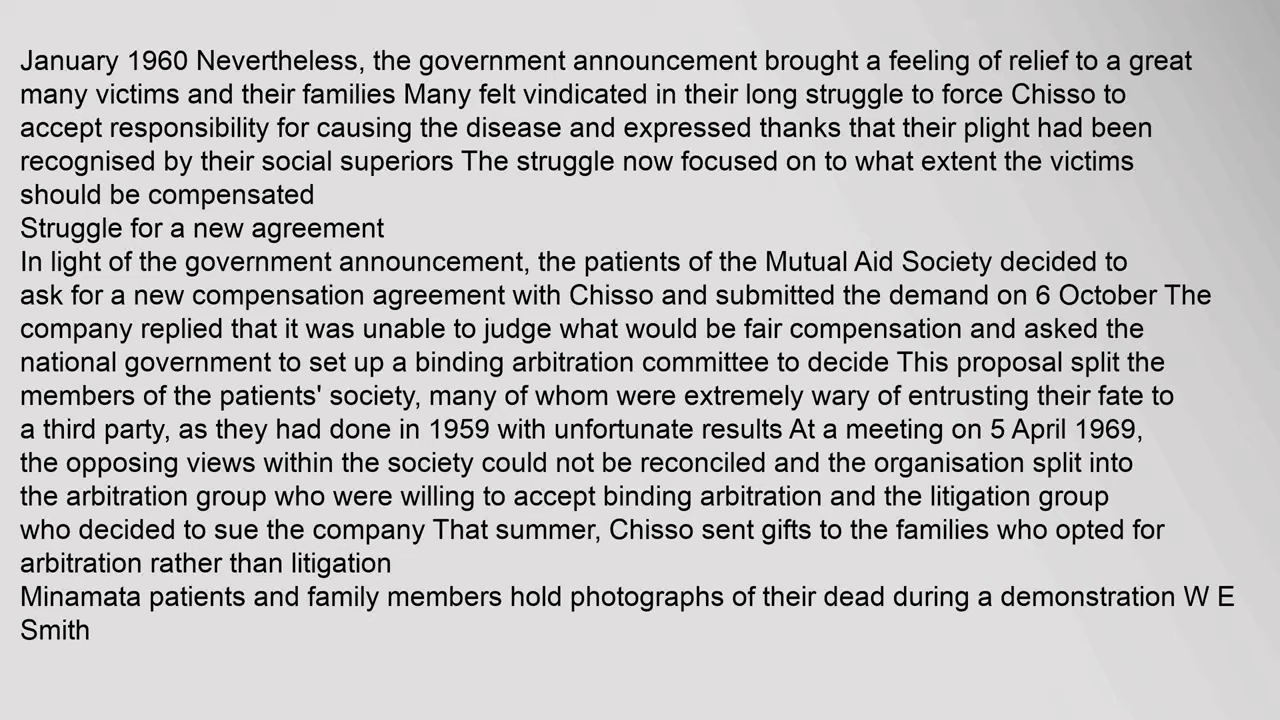 January 1960 Nevertheless, the government announcement brought a feeling of relief to a great
many victims and their families Many felt vindicated in their long struggle to force Chisso to
accept responsibility for causing the disease and expressed thanks that their plight had been
recognised by their social superiors The struggle now focused on to what extent the victims
should be compensated
Struggle for a new agreement
In light of the government announcement, the patients of the Mutual Aid Society decided to
ask for a new compensation agreement with Chisso and submitted the demand on 6 October The
company replied that it was unable to judge what would be fair compensation and asked the
national government to set up a binding arbitration committee to decide This proposal split the
members of the patients' society, many of whom were extremely wary of entrusting their fate to
a third party, as they had done in 1959 with unfortunate results At a meeting on 5 April 1969,
the opposing views within the society could not be reconciled and the organisation split into
the arbitration group who were willing to accept binding arbitration and the litigation group
who decided to sue the company That summer, Chisso sent gifts to the families who opted for
arbitration rather than litigation
Minamata patients and family members hold photographs of their dead during a demonstration W E
Smith